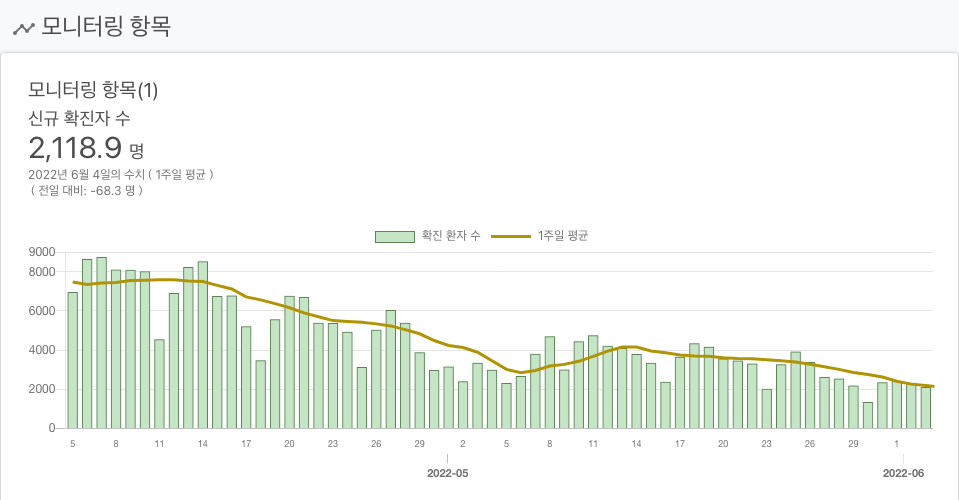 모니터링 항목
모니터링 항목(1)
신규 확진자 수
2,118.9 명
2022년 6월 4일의 수치 ( 1주일 평균 )
( 전일 대비: -68.3 명 )
확진 환자 수 1주일 평균
9000
8000
6000
4000
2000
0
5 8 11 14 17 20 23 26 29 2 5 8 11 14 17 20 23 26 29 1
2022-05 2022-06